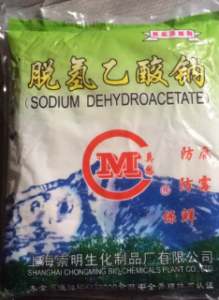 脱氢乙酸钠
(SODIUM DEHYDROACETATE)
CM
防腐
防霉
保鲜
上海崇明生化制品厂有限公司
SHANGHAI CHONGMING BIO-CHEMICALS PLANT CO., LTD.